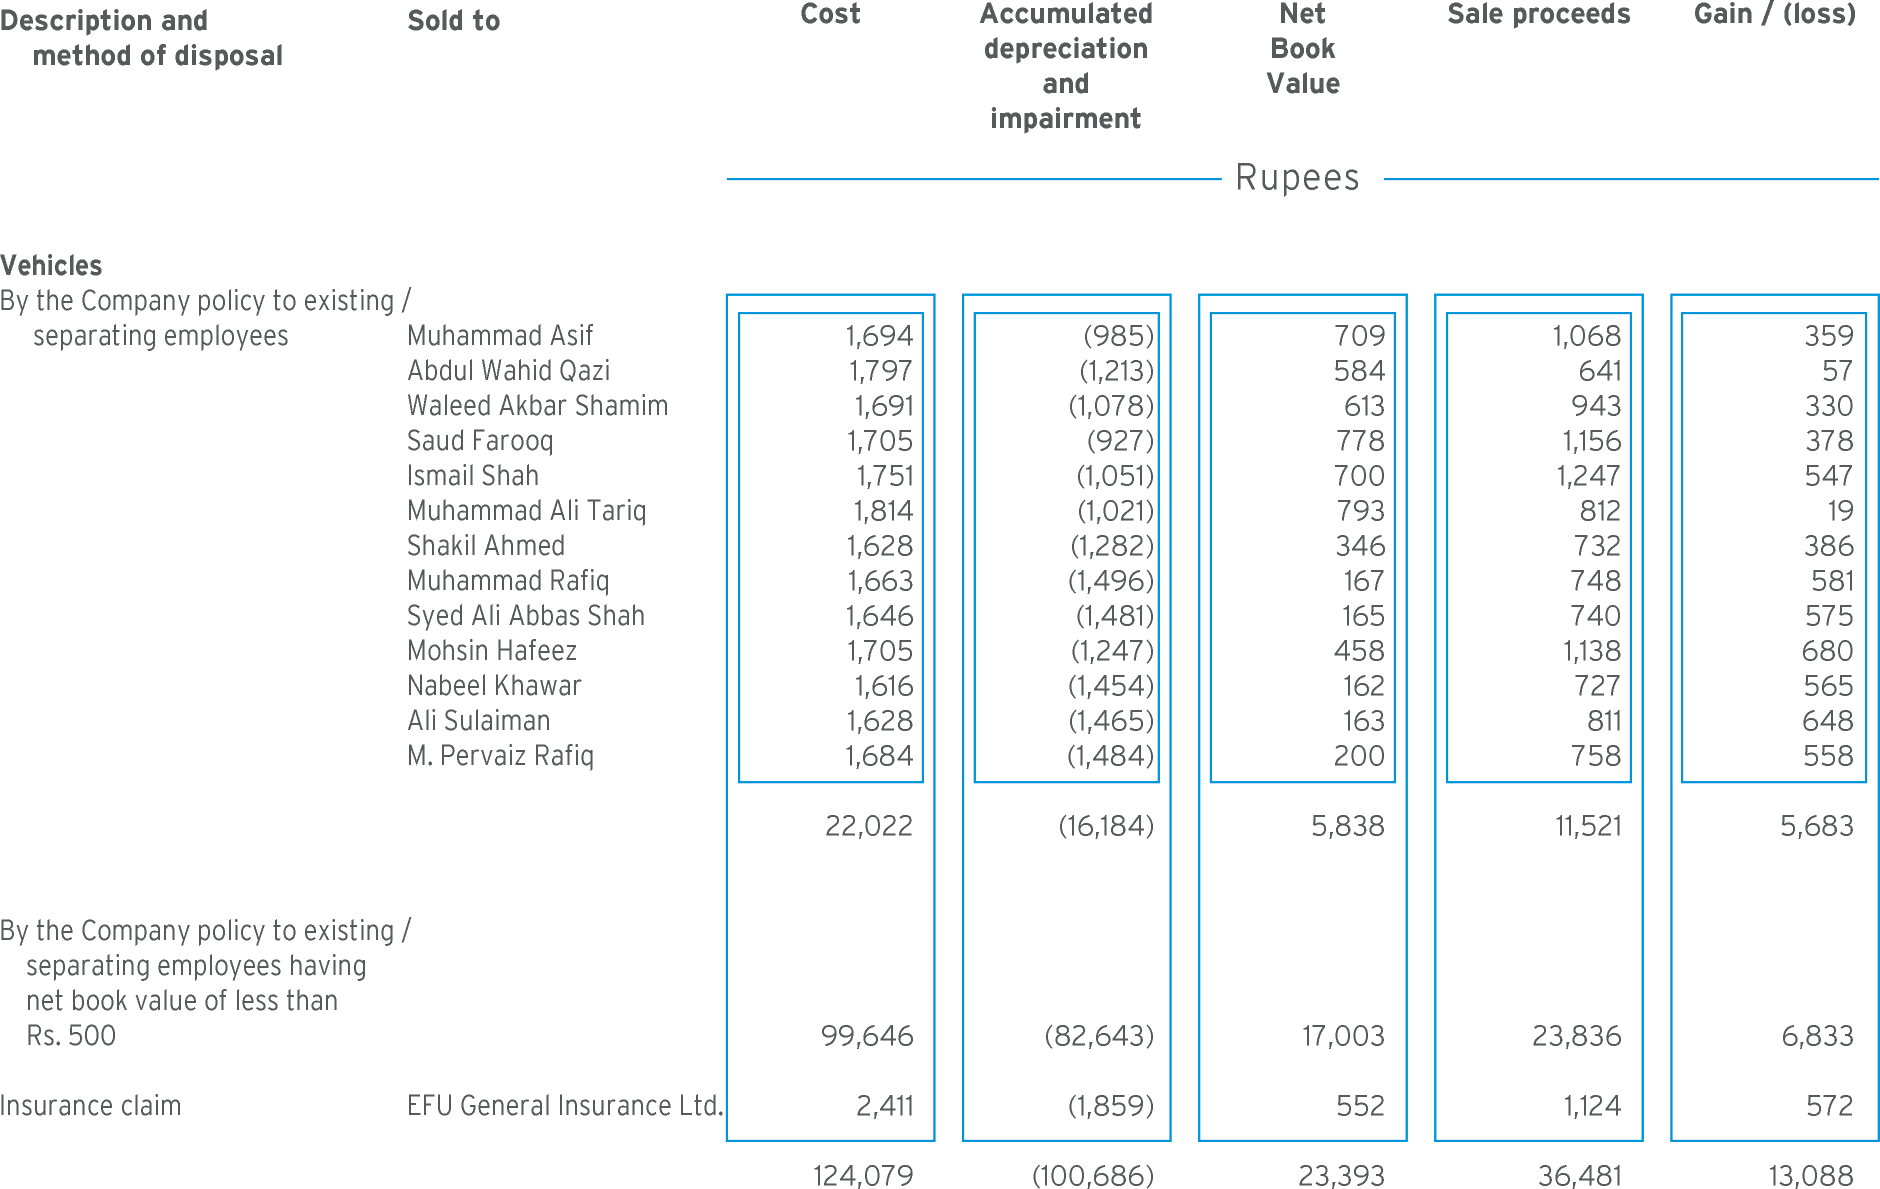 Description and Sold to Cost Accumulated Net Sale proceeds Gain / (loss)
method of disposal depreciation Book
and Value
impairment
Rupees
Vehicles
By the Company policy to existing /
separating employees Muhammad Asif 1,694 (985) 709 1,068 359
Abdul Wahid Qazi 1,797 (1,213) 584 641 57
Waleed Akbar Shamim 1,691 (1,078) 613 943 330
Saud Farooq 1,705 (927) 778 1,156 378
Ismail Shah 1,751 (1,051) 700 1,247 547
Muhammad Ali Tariq 1,814 (1,021) 793 812 19
Shakil Ahmed 1,628 (1,282) 346 732 386
Muhammad Rafiq 1,663 (1,496) 167 748 581
Syed Ali Abbas Shah 1,646 (1,481) 165 740 575
Mohsin Hafeez 1,705 (1,247) 458 1,138 680
Nabeel Khawar 1,616 (1,454) 162 727 565
Ali Sulaiman 1,628 (1,465) 163 811 648
M. Pervaiz Rafiq 1,684 (1,484) 200 758 558
22,022 (16,184) 5,838 11,521 5,683
By the Company policy to existing /
separating employees having
net book value of less than
Rs. 500 99,646 (82,643) 17,003 23,836 6,833
Insurance claim EFU General Insurance Ltd. 2,411 (1,859) 552 1,124 572
124,079 (100,686) 23,393 36,481 13,088